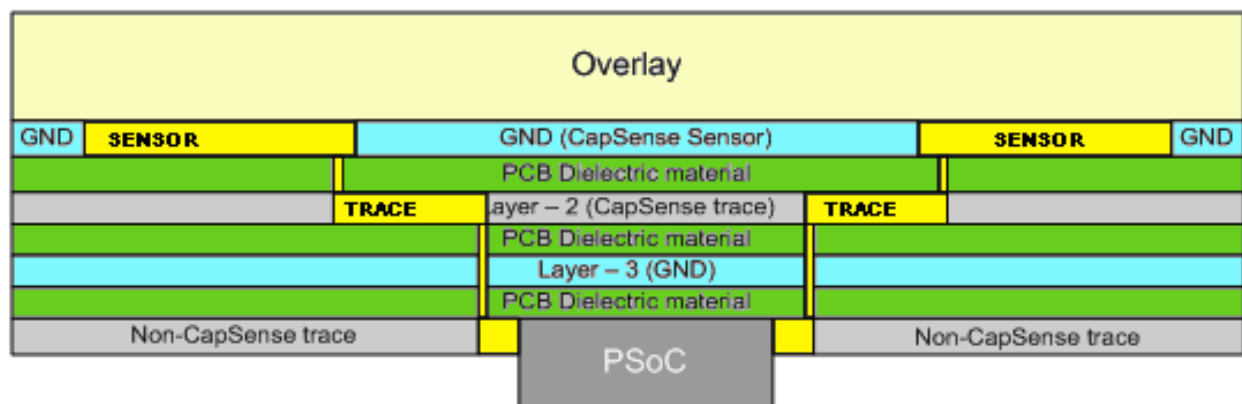 Overlay
GND SENSOR GND (CapSense Sensor) SENSOR GND
PCB Dielectric material
TRACE ayer – 2 (CapSense trace) TRACE
PCB Dielectric material
Layer – 3 (GND)
PCB Dielectric material
Non-CapSense trace Non-CapSense trace
PSoC